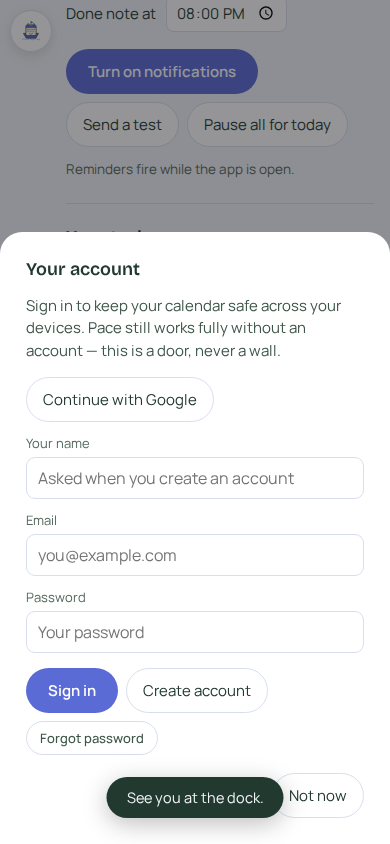 Done note at 08:00 PM
Turn on notifications
Send a test Pause all for today
Reminders fire while the app is open.
Your account
Sign in to keep your calendar safe across your
devices. Pace still works fully without an
account — this is a door, never a wall.
Continue with Google
Your name
Asked when you create an account
Email
you@example.com
Password
Your password
Sign in Create account
Forgot password
See you at the dock. Not now